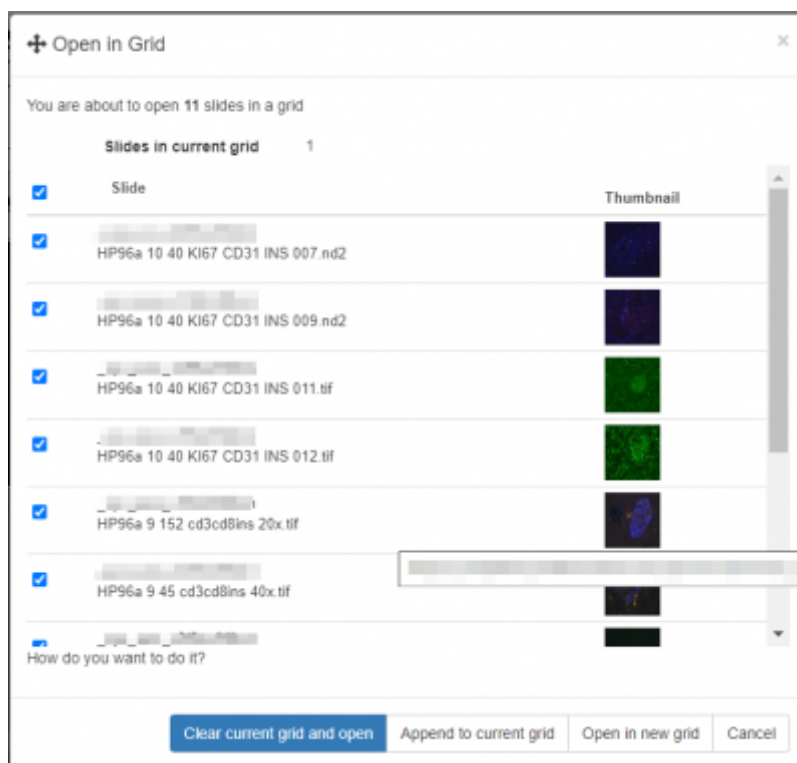 Open in Grid
×
You are about to open 11 slides in a grid
Slides in current grid 1
Slide Thumbnail
HP96a 10 40 KI67 CD31 INS 007.nd2
HP96a 10 40 KI67 CD31 INS 009.nd2
HP96a 10 40 KI67 CD31 INS 011.tif
HP96a 10 40 KI67 CD31 INS 012.tif
HP96a 9 152 cd3cd8ins 20x.tif
HP96a 9 45 cd3cd8ins 40x.tif
How do you want to do it?
Clear current grid and open Append to current grid Open in new grid Cancel